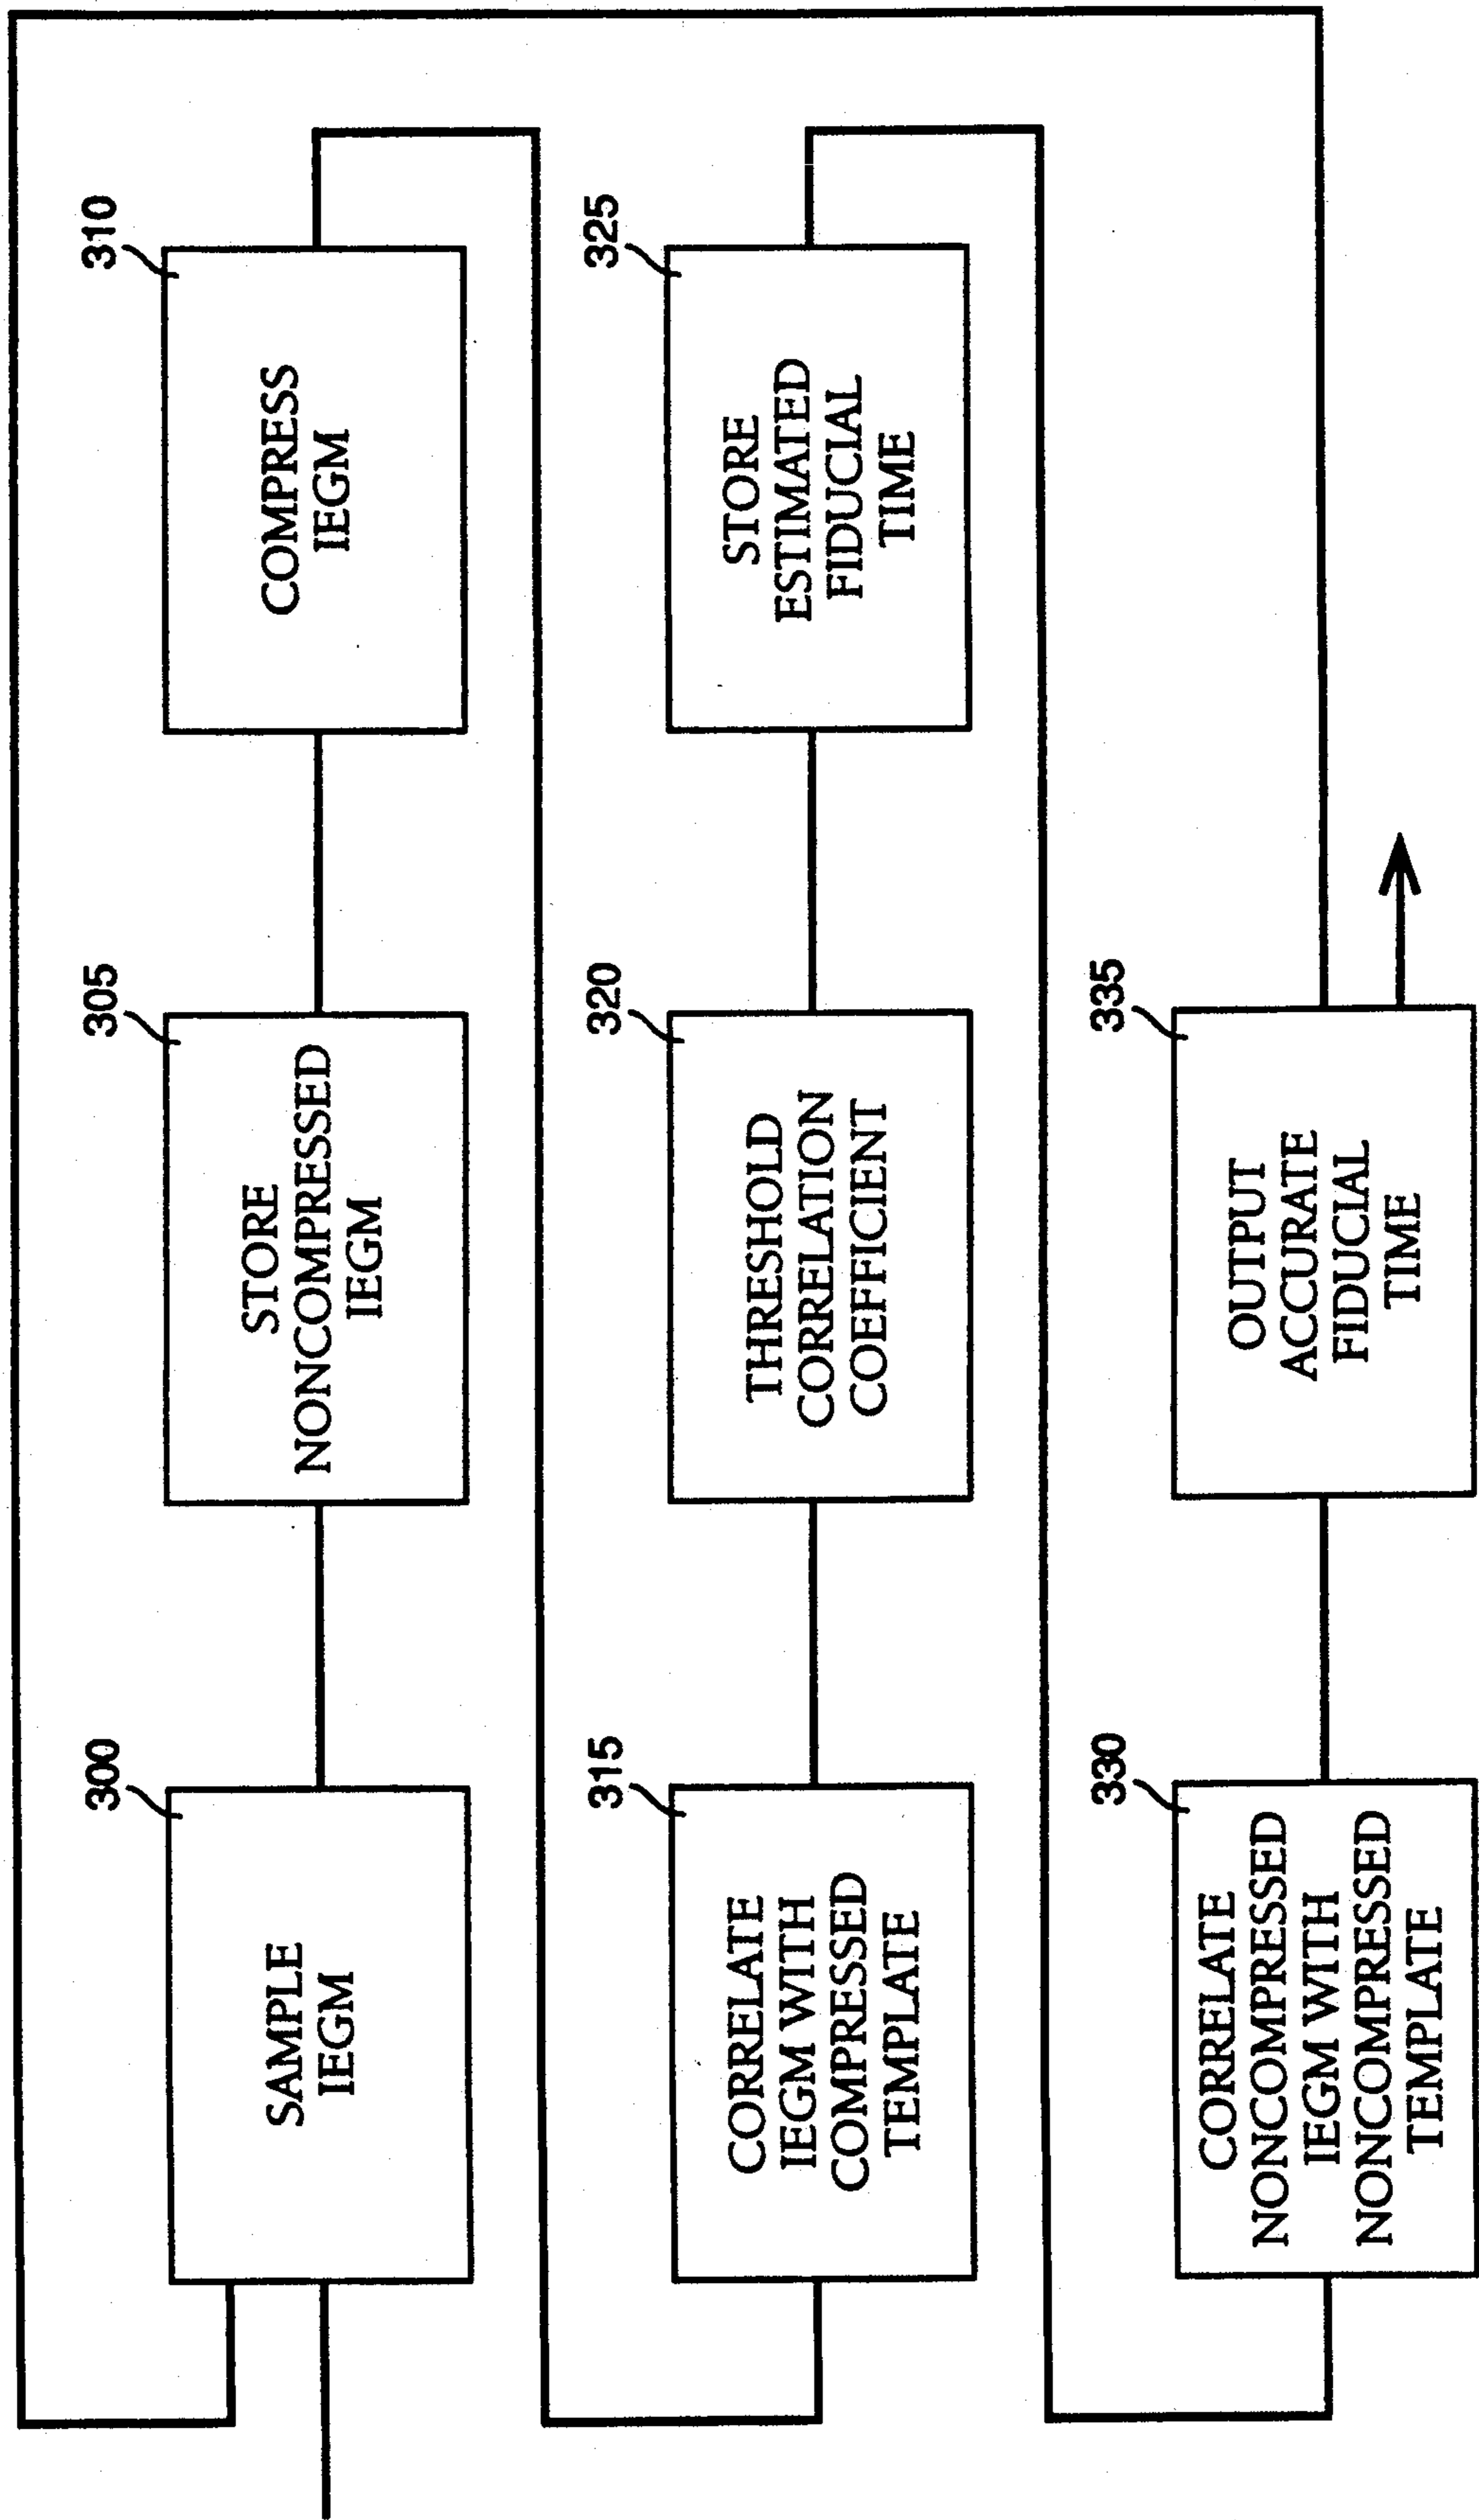 300
SAMPLE
IEGM
305
STORE
NONCOMPRESSED
IEGM
310
COMPRESS
IEGM
315
CORRELATE
IEGM WITH
COMPRESSED
TEMPLATE
320
THRESHOLD
CORRELATION
COEFFICIENT
325
STORE
ESTIMATED
FIDUCIAL
TIME
330
CORRELATE
NONCOMPRESSED
IEGM WITH
NONCOMPRESSED
TEMPLATE
335
OUTPUT
ACCURATE
FIDUCIAL
TIME